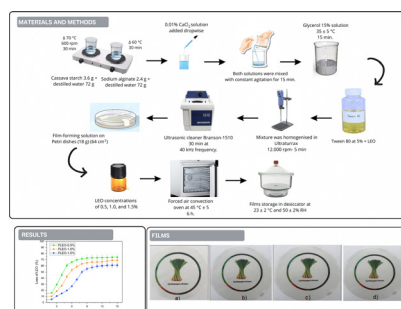 MATERIALS AND METHODS
Δ 70 °C
600 rpm
30 min
Δ 60 °C
30 min
0.01% CaCl₂ solution
added dropwise
Glycerol 15% solution
35 ± 5 °C
15 min.
Cassava starch 3.6 g +
destilled water 72 g
Sodium alginate 2.4 g +
destilled water 72 g
Both solutions were mixed
with constant agitation for 15 min.
Film-forming solution on
Petri dishes (18 g) (64 cm²)
Ultrasonic cleaner Branson-1510
30 min at
40 kHz frequency.
Mixture was homogenised in
Ultraturrax
12,000 rpm· 5 min
Tween 80 at 5% + LEO
LEO concentrations
of 0.5, 1.0, and 1.5%
Forced air convection
oven at 45 °C ± 5
6 h.
Films storage in desiccator at
23 ± 2 °C and 50 ± 2% RH
RESULTS
FILMS
a)
b)
c)
d)